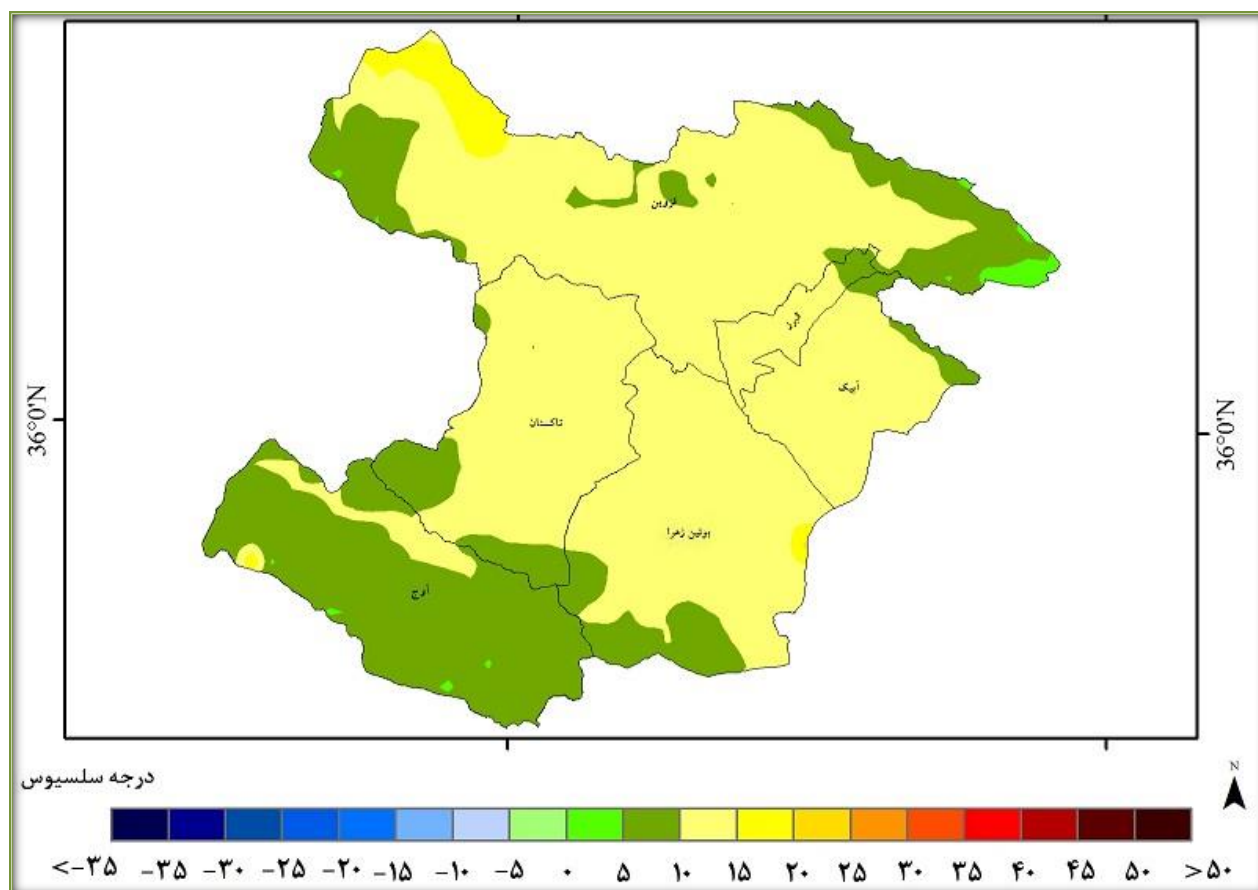 36°0'N
36°0'N
قزوین
البرز
آبیک
تاکستان
بوئین زهرا
آوج
درجه سلسیوس
N
<-۳۵ -۳۵ -۳۰ -۲۵ -۲۰ -۱۵ -۱۰ -۵ ۰ ۵ ۱۰ ۱۵ ۲۰ ۲۵ ۳۰ ۳۵ ۴۰ ۴۵ ۵۰ >۵۰